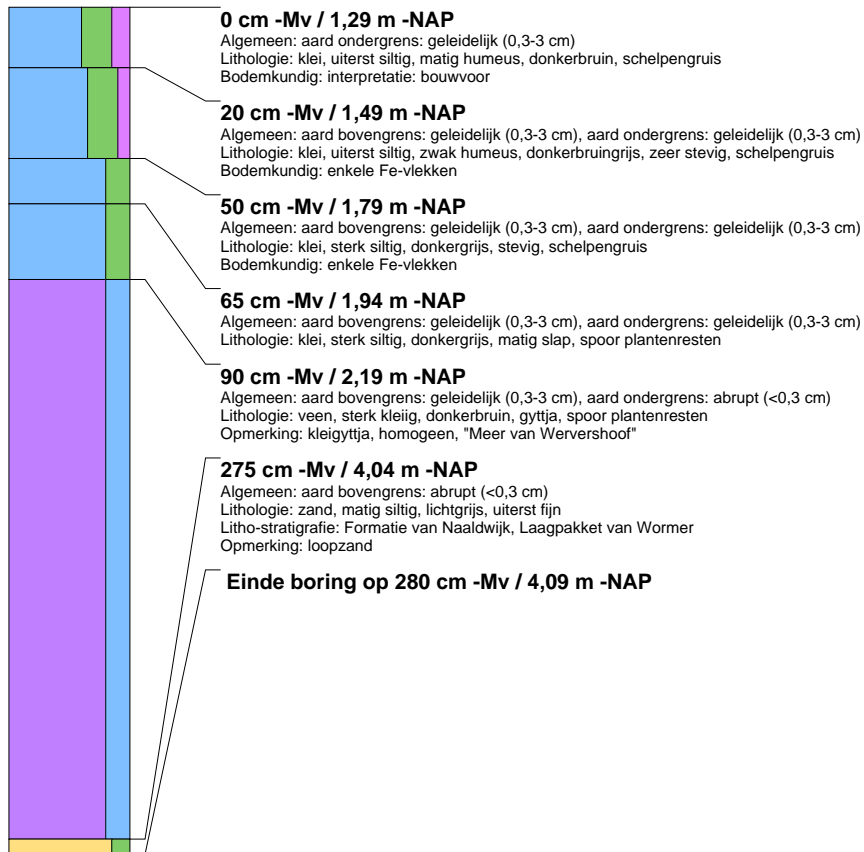 0 cm -Mv / 1,29 m -NAP
Algemeen: aard ondergrens: geleidelijk (0,3-3 cm)
Lithologie: klei, uiterst siltig, matig humeus, donkerbruin, schelpengruis
Bodemkundig: interpretatie: bouwvoor
20 cm -Mv / 1,49 m -NAP
Algemeen: aard bovengrens: geleidelijk (0,3-3 cm), aard ondergrens: geleidelijk (0,3-3 cm)
Lithologie: klei, uiterst siltig, zwak humeus, donkerbruingrijs, zeer stevig, schelpengruis
Bodemkundig: enkele Fe-vlekken
50 cm -Mv / 1,79 m -NAP
Algemeen: aard bovengrens: geleidelijk (0,3-3 cm), aard ondergrens: geleidelijk (0,3-3 cm)
Lithologie: klei, sterk siltig, donkergrijs, stevig, schelpengruis
Bodemkundig: enkele Fe-vlekken
65 cm -Mv / 1,94 m -NAP
Algemeen: aard bovengrens: geleidelijk (0,3-3 cm), aard ondergrens: geleidelijk (0,3-3 cm)
Lithologie: klei, sterk siltig, donkergrijs, matig slap, spoor plantenresten
90 cm -Mv / 2,19 m -NAP
Algemeen: aard bovengrens: geleidelijk (0,3-3 cm), aard ondergrens: abrupt (<0,3 cm)
Lithologie: veen, sterk kleiig, donkerbruin, gyttja, spoor plantenresten
Opmerking: kleigyttja, homogeen, "Meer van Wervershoof"
275 cm -Mv / 4,04 m -NAP
Algemeen: aard bovengrens: abrupt (<0,3 cm)
Lithologie: zand, matig siltig, lichtgrijs, uiterst fijn
Litho-stratigrafie: Formatie van Naaldwijk, Laagpakket van Wormer
Opmerking: loopzand
Einde boring op 280 cm -Mv / 4,09 m -NAP